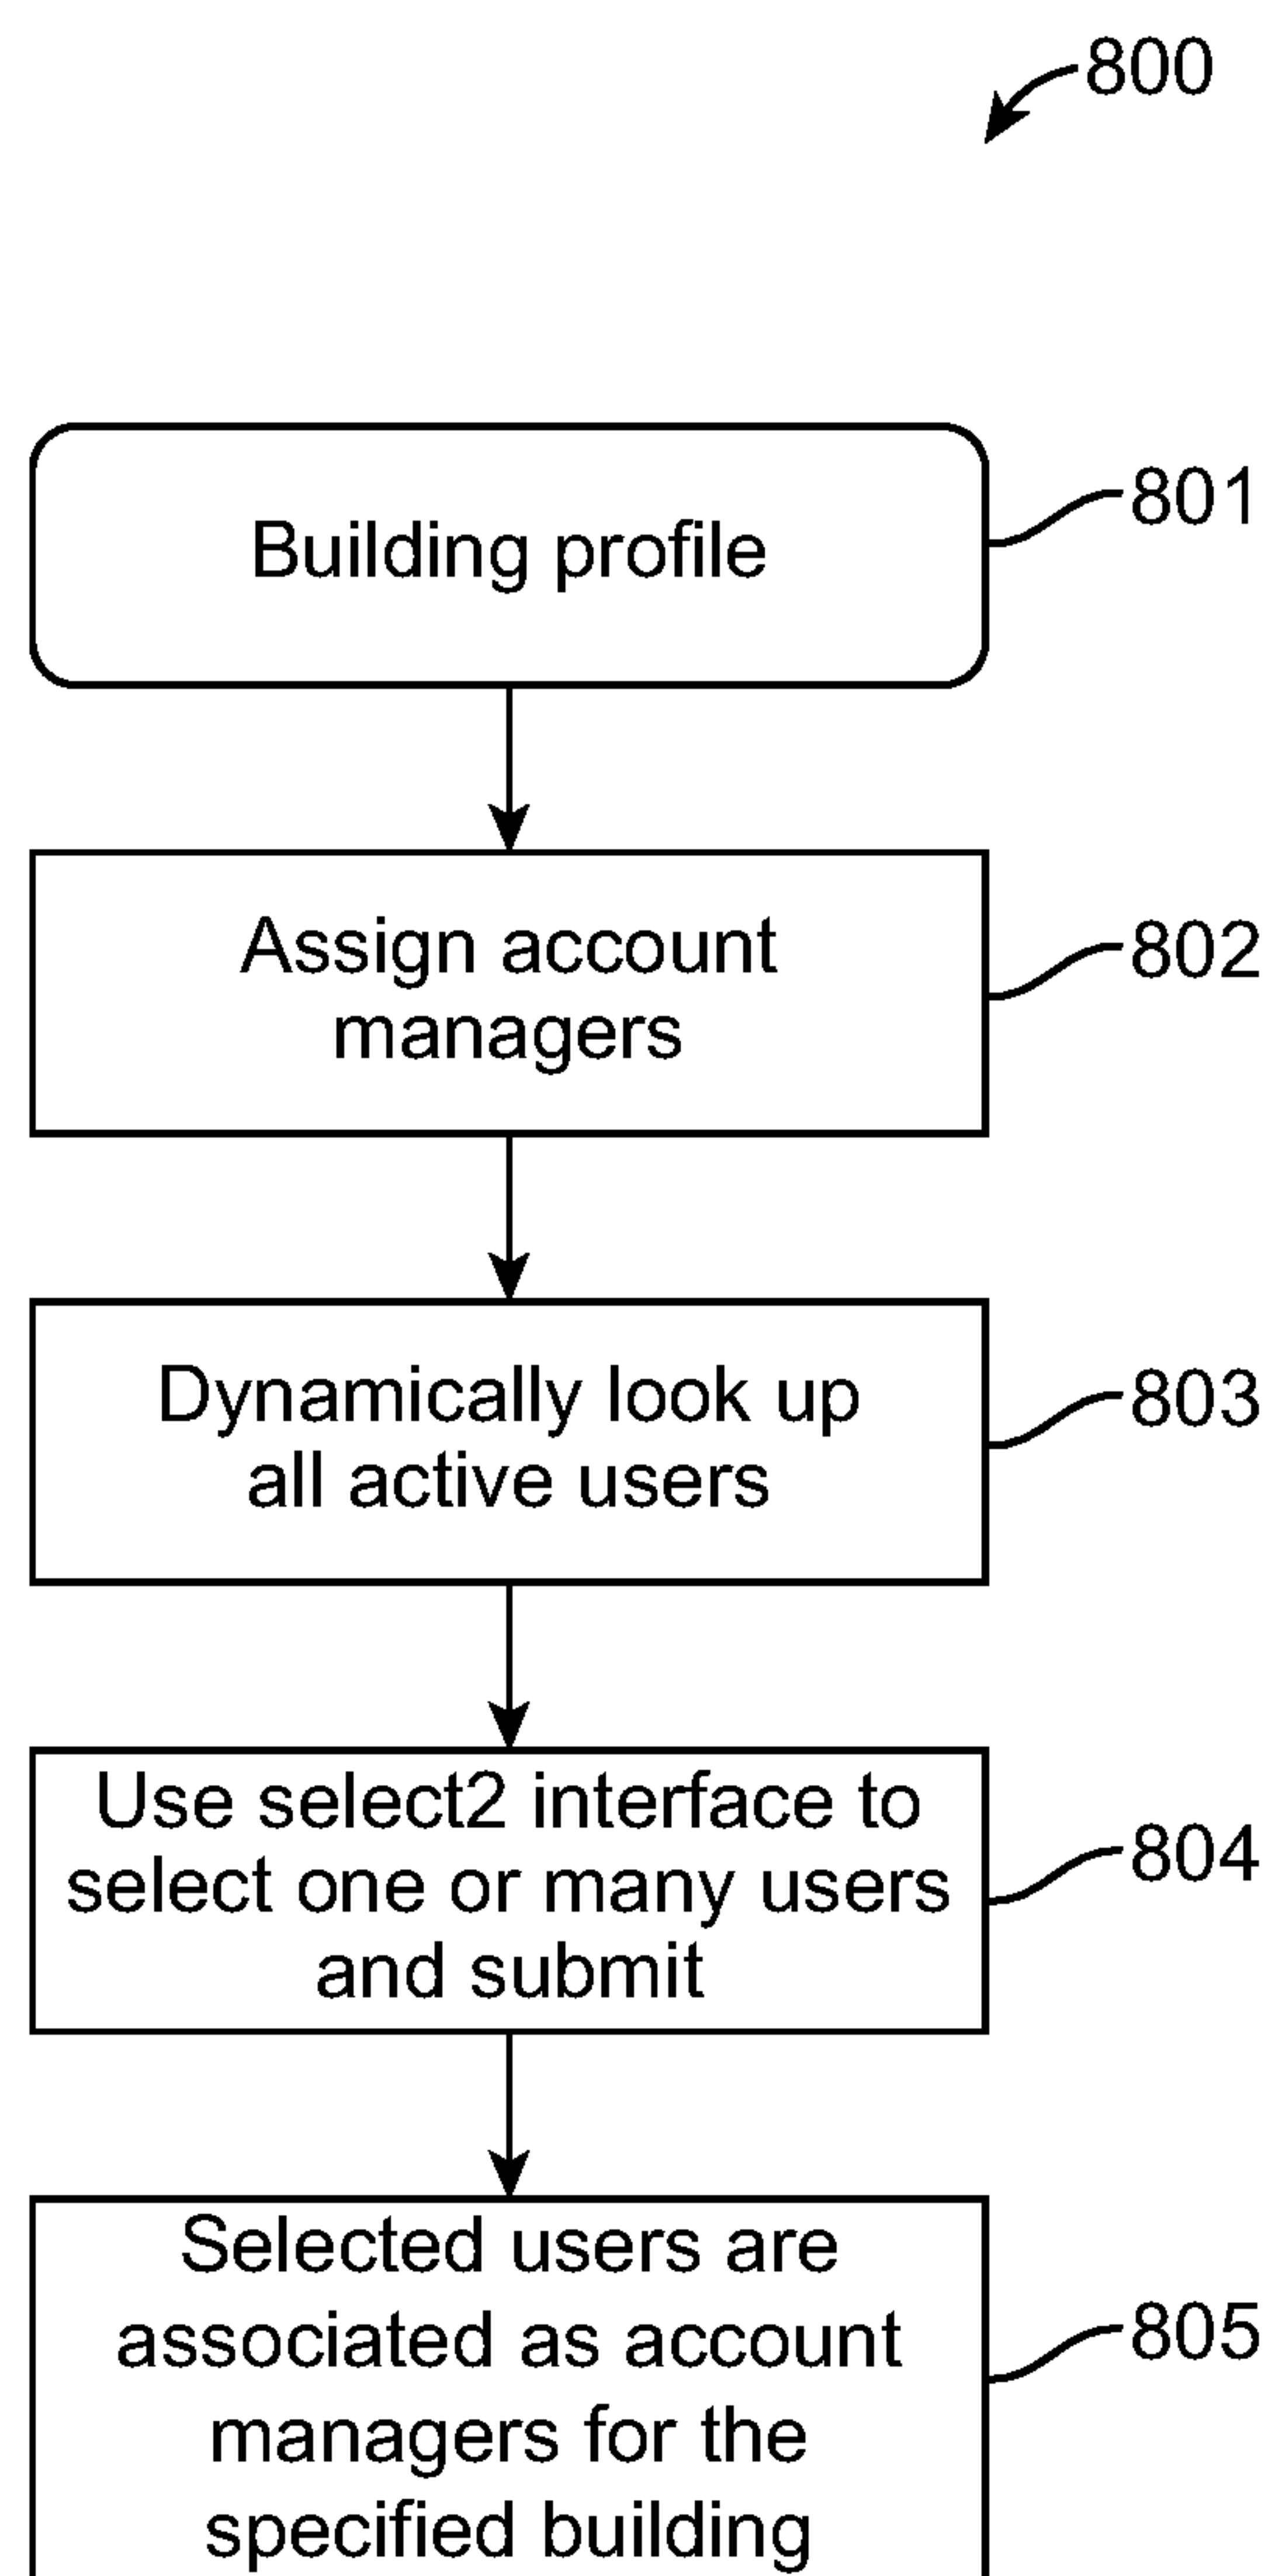 800
Building profile
801
Assign account
managers
802
Dynamically look up
all active users
803
Use select2 interface to
select one or many users
and submit
804
Selected users are
associated as account
managers for the
specified building
805